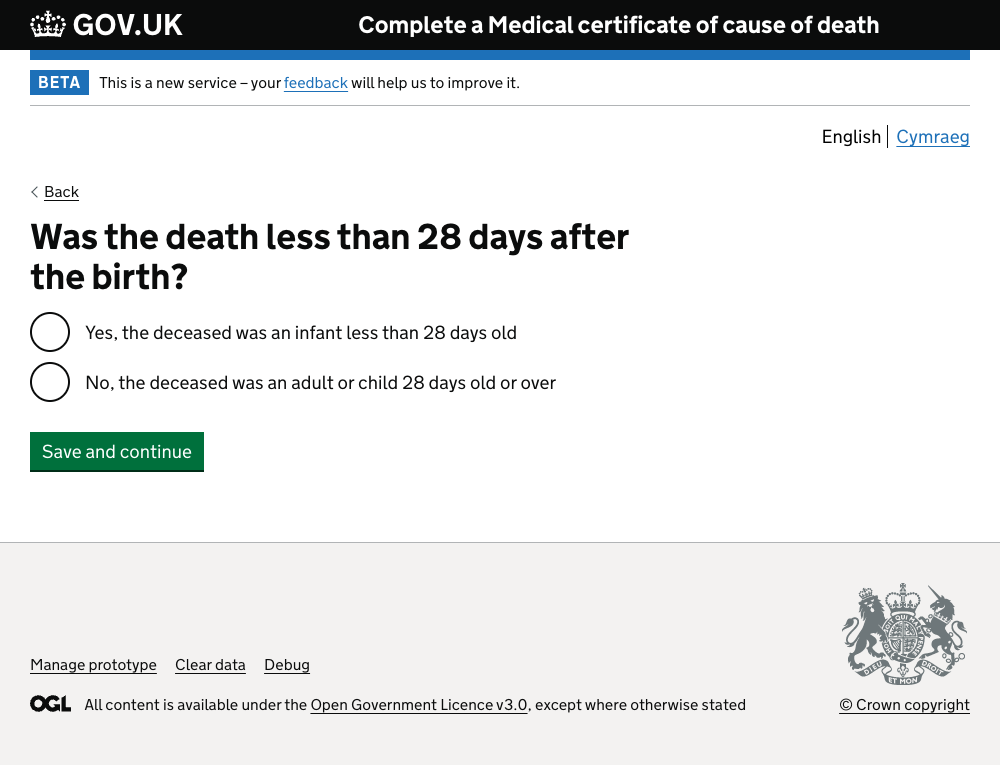 GOV.UK
Complete a Medical certificate of cause of death
BETA This is a new service – your feedback will help us to improve it.
English Cymraeg
Back
Was the death less than 28 days after
the birth?
Yes, the deceased was an infant less than 28 days old
No, the deceased was an adult or child 28 days old or over
Save and continue
Manage prototype Clear data Debug
DIEU ET MON DROIT
OGL All content is available under the Open Government Licence v3.0, except where otherwise stated
© Crown copyright